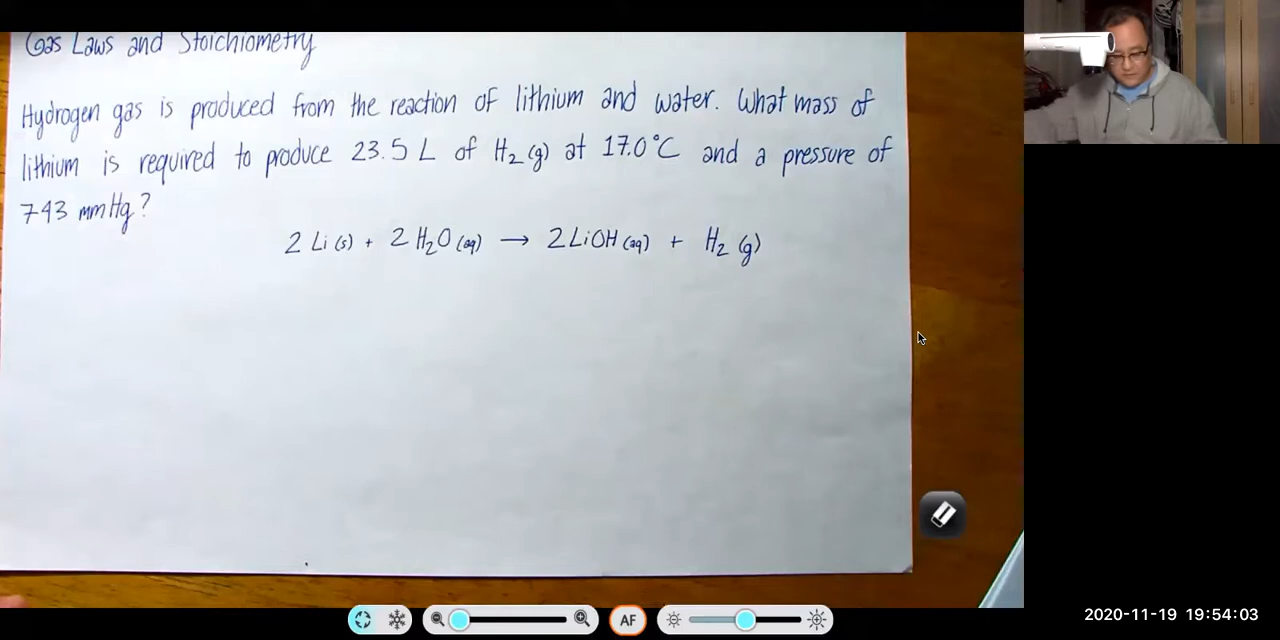 Gas Laws and Stoichiometry
Hydrogen gas is produced from the reaction of lithium and water. What mass of
lithium is required to produce 23.5 L of H₂(g) at 17.0°C and a pressure of
743 mmHg?
2 Li(s) + 2 H₂O(aq) → 2 LiOH(aq) + H₂(g)
AF
2020-11-19 19:54:03